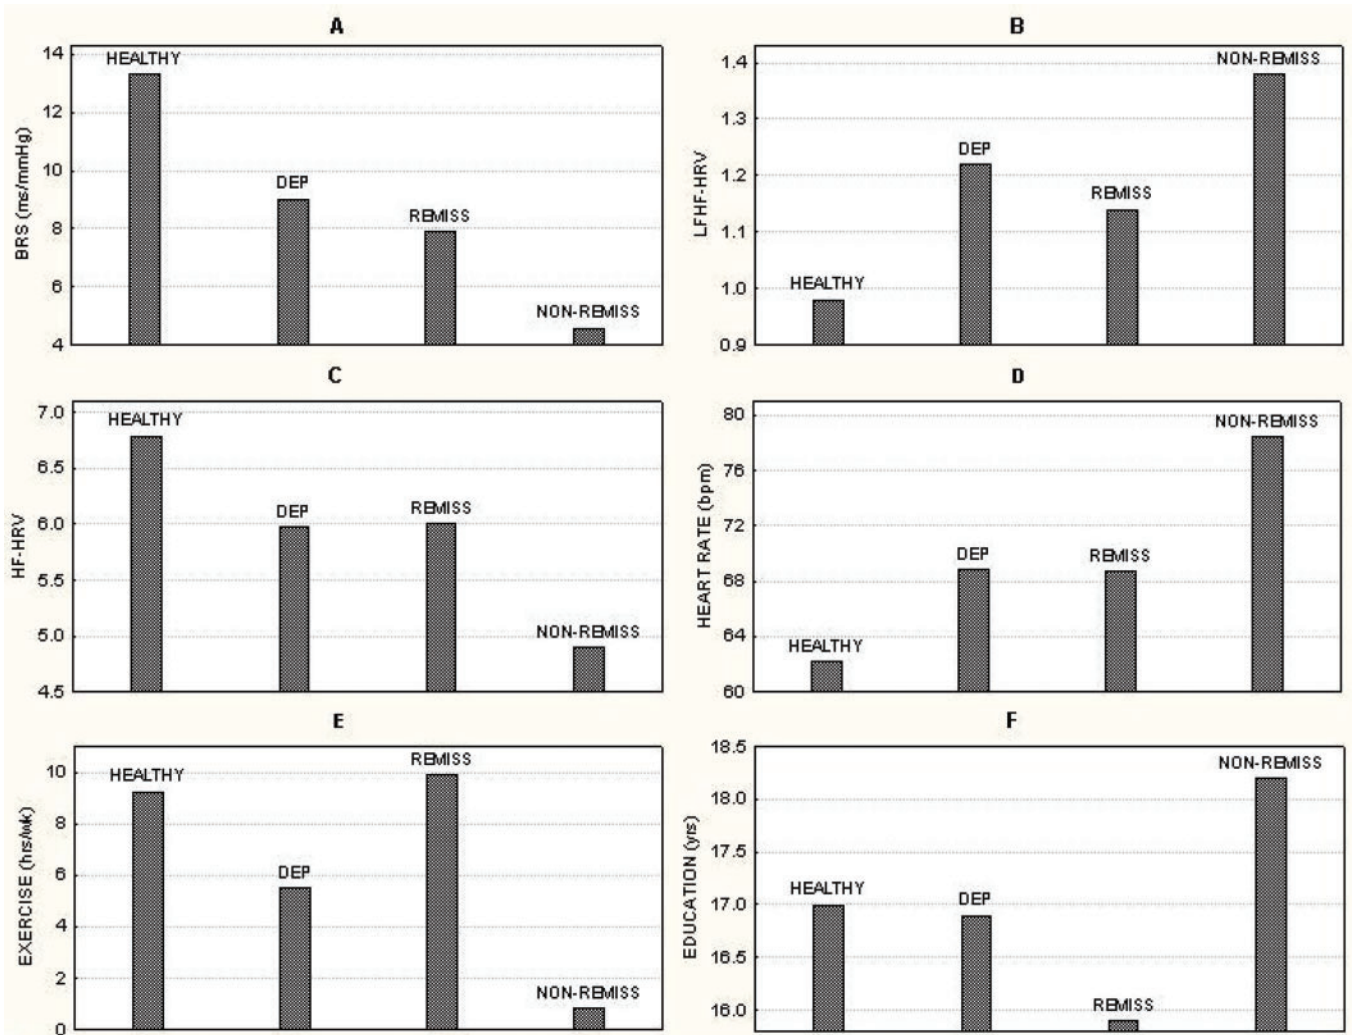 A
BRS (ms/mmHg)
14
12
10
8
6
4
HEALTHY
DEP
REMISS
NON-REMISS
B
LFHF-HRV
1.4
1.3
1.2
1.1
1.0
0.9
HEALTHY
DEP
REMISS
NON-REMISS
C
HF-HRV
7.0
6.5
6.0
5.5
5.0
4.5
HEALTHY
DEP
REMISS
NON-REMISS
D
HEART RATE (bpm)
80
76
72
68
64
60
HEALTHY
DEP
REMISS
NON-REMISS
E
EXERCISE (hrs/wk)
10
8
6
4
2
0
HEALTHY
DEP
REMISS
NON-REMISS
F
EDUCATION (yrs)
18.5
18.0
17.5
17.0
16.5
16.0
HEALTHY
DEP
REMISS
NON-REMISS